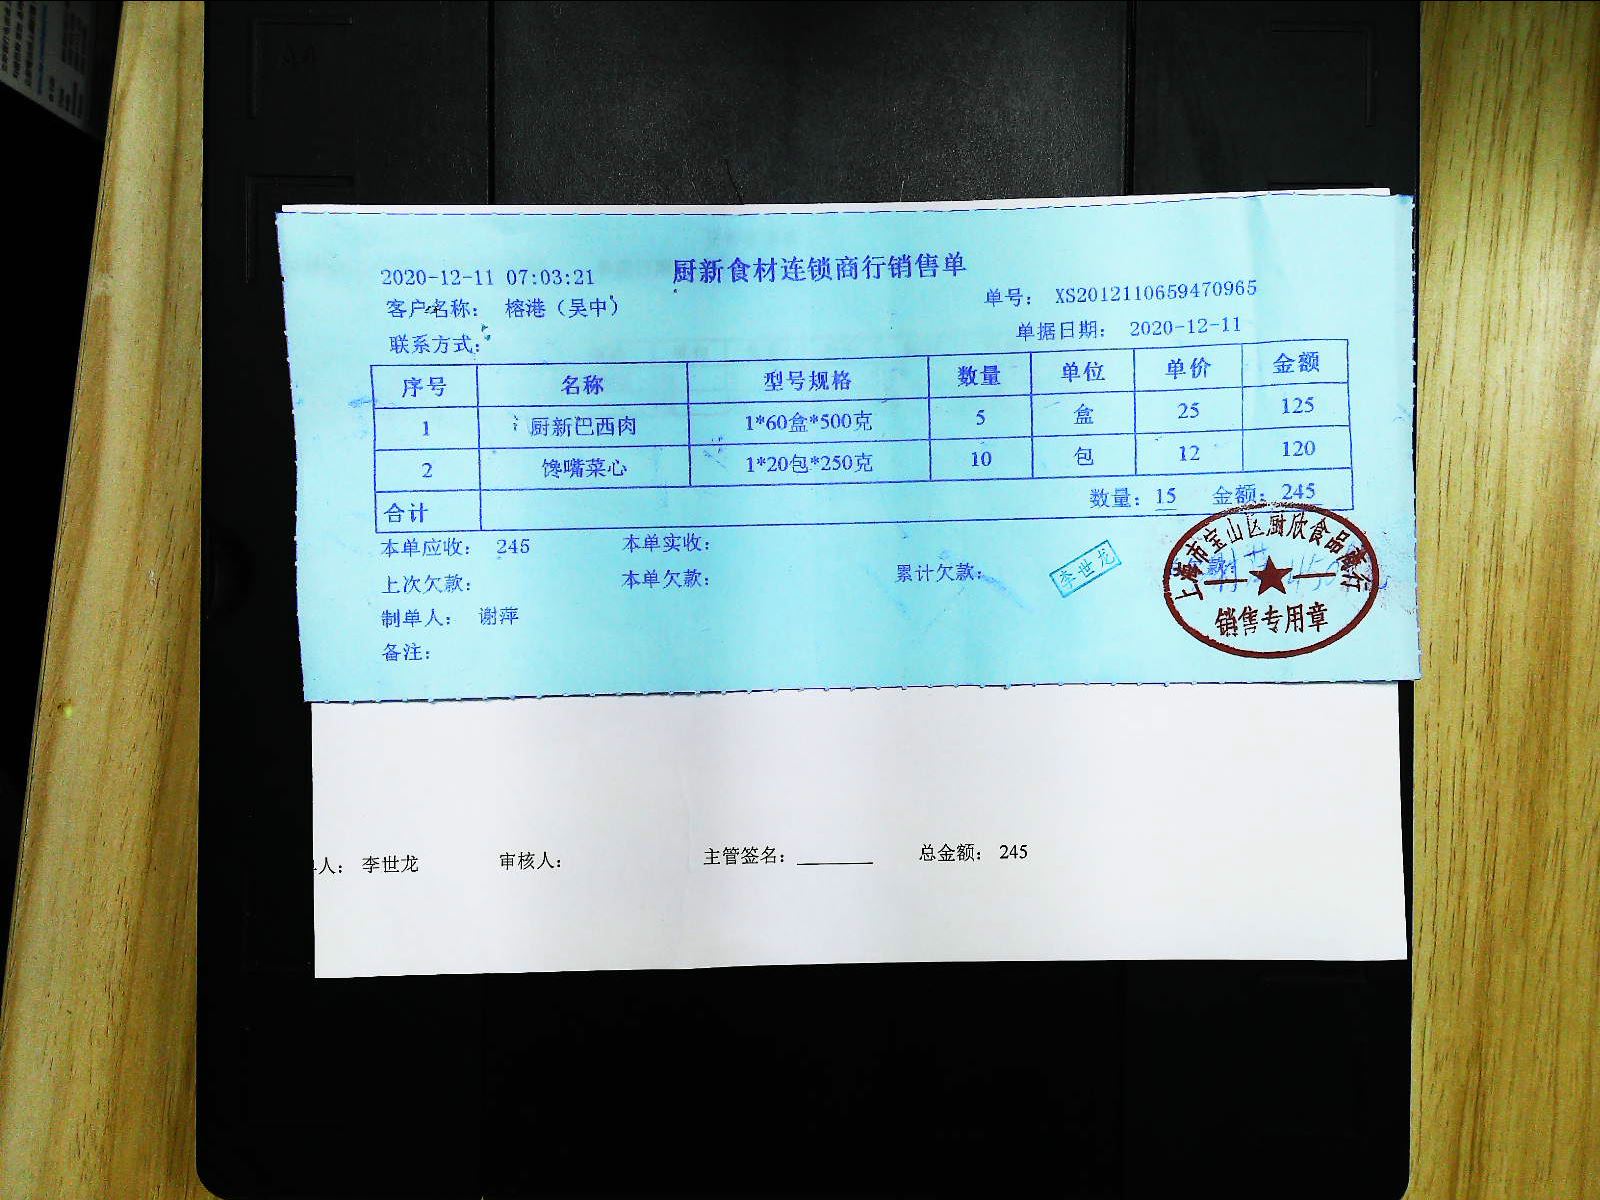 厨新食材连锁商行销售单
2020-12-11 07:03:21
客户名称： 榕港（吴中）
单号： XS2012110659470965
联系方式：
单据日期： 2020-12-11
序号 名称 型号规格 数量 单位 单价 金额
1 厨新巴西肉 1*60盒*500克 5 盒 25 125
2 馋嘴菜心 1*20包*250克 10 包 12 120
合计 数量：15 金额：245
本单应收： 245 本单实收：
上次欠款： 本单欠款： 累计欠款：
制单人： 谢萍
备注：
李世龙
上海市宝山区厨欣食品商行
销售专用章
人： 李世龙 审核人： 主管签名： 总金额： 245